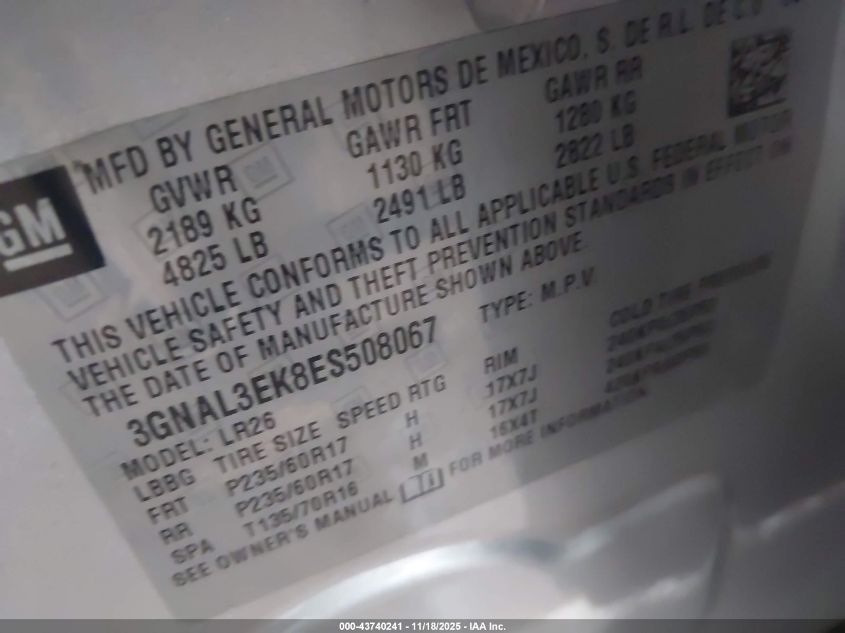 MFD BY GENERAL MOTORS DE MEXICO, S. DE R.L. DE C.V.
GVWR GAWR FRT GAWR RR
2189 KG 1130 KG 1280 KG
4825 LB 2491 LB 2822 LB
GM
THIS VEHICLE CONFORMS TO ALL APPLICABLE U.S. FEDERAL MOTOR
VEHICLE SAFETY AND THEFT PREVENTION STANDARDS IN EFFECT ON
THE DATE OF MANUFACTURE SHOWN ABOVE.
3GNAL3EK8ES508067 TYPE: M.P.V.
MODEL: LR26
LBBG TIRE SIZE SPEED RTG RIM COLD TIRE PRESSURE
FRT P235/60R17 H 17X7J
RR P235/60R17 H 17X7J
SPA T135/70R16 M 16X4T
SEE OWNER'S MANUAL FOR MORE INFORMATION
000-43740241 - 11/18/2025 - IAA Inc.